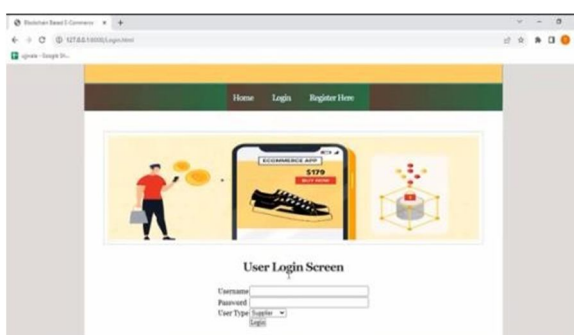 Blockchain Based E-Commerce
127.0.0.1:8000/Login.html
Home Login Register Here
ECOMMERCE APP
$179
BUY NOW
User Login Screen
Username
Password
User Type Supplier
Login